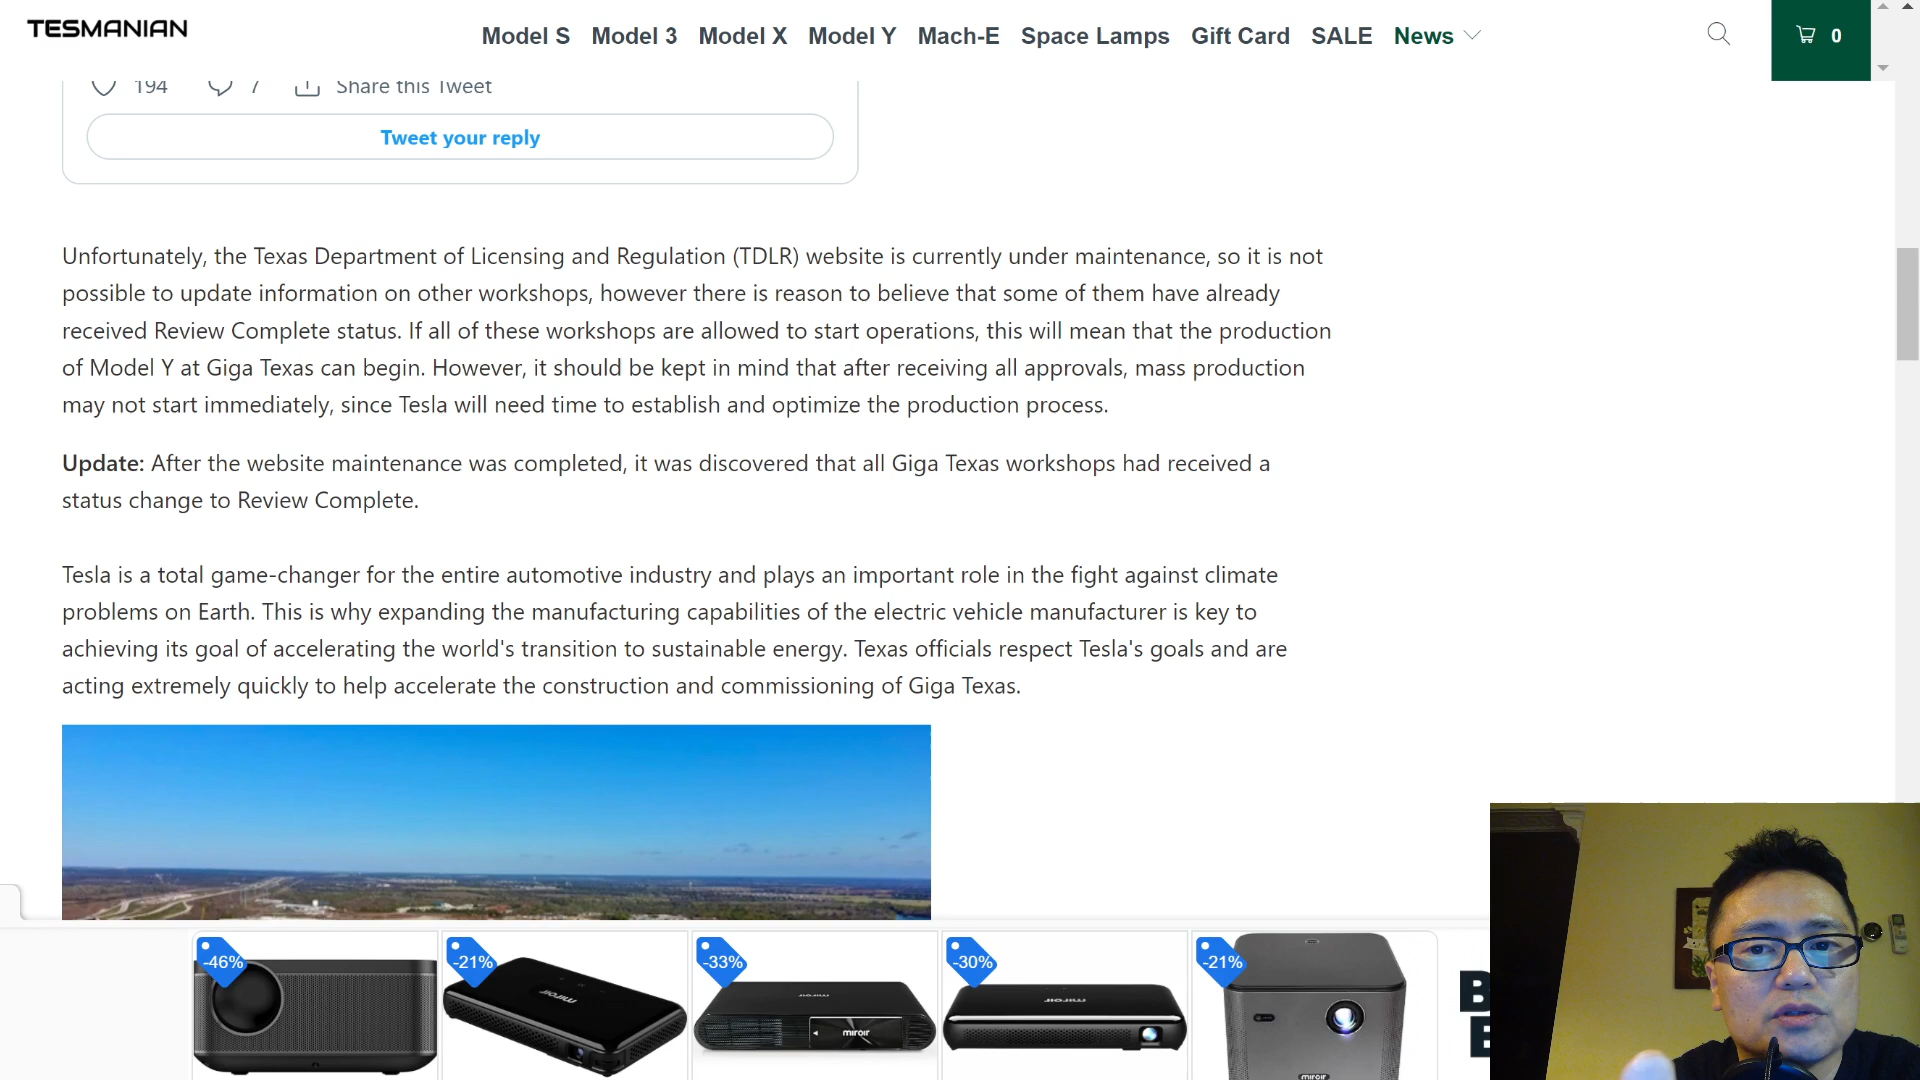 TESMANIAN
Model S Model 3 Model X Model Y Mach-E Space Lamps Gift Card SALE News
0
194 7 Share this Tweet
Tweet your reply
Unfortunately, the Texas Department of Licensing and Regulation (TDLR) website is currently under maintenance, so it is not
possible to update information on other workshops, however there is reason to believe that some of them have already
received Review Complete status. If all of these workshops are allowed to start operations, this will mean that the production
of Model Y at Giga Texas can begin. However, it should be kept in mind that after receiving all approvals, mass production
may not start immediately, since Tesla will need time to establish and optimize the production process.
Update: After the website maintenance was completed, it was discovered that all Giga Texas workshops had received a
status change to Review Complete.
Tesla is a total game-changer for the entire automotive industry and plays an important role in the fight against climate
problems on Earth. This is why expanding the manufacturing capabilities of the electric vehicle manufacturer is key to
achieving its goal of accelerating the world's transition to sustainable energy. Texas officials respect Tesla's goals and are
acting extremely quickly to help accelerate the construction and commissioning of Giga Texas.
-46% -21% -33% -30% -21%
miroir
miroir
miroir
miroir
miroir